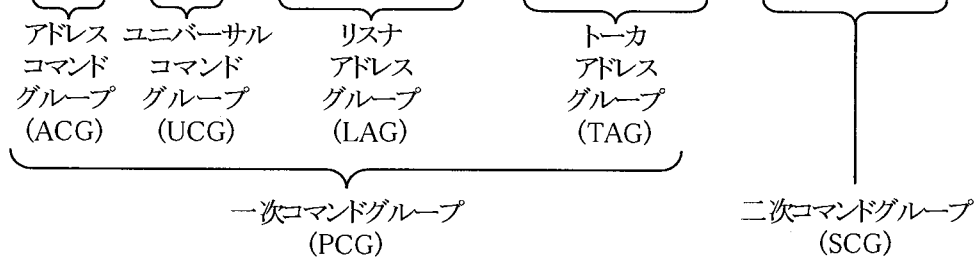 アドレス ユニバーサル リスナ トーカ
コマンド コマンド アドレス アドレス
グループ グループ グループ グループ
(ACG) (UCG) (LAG) (TAG)
一次コマンドグループ 二次コマンドグループ
(PCG) (SCG)